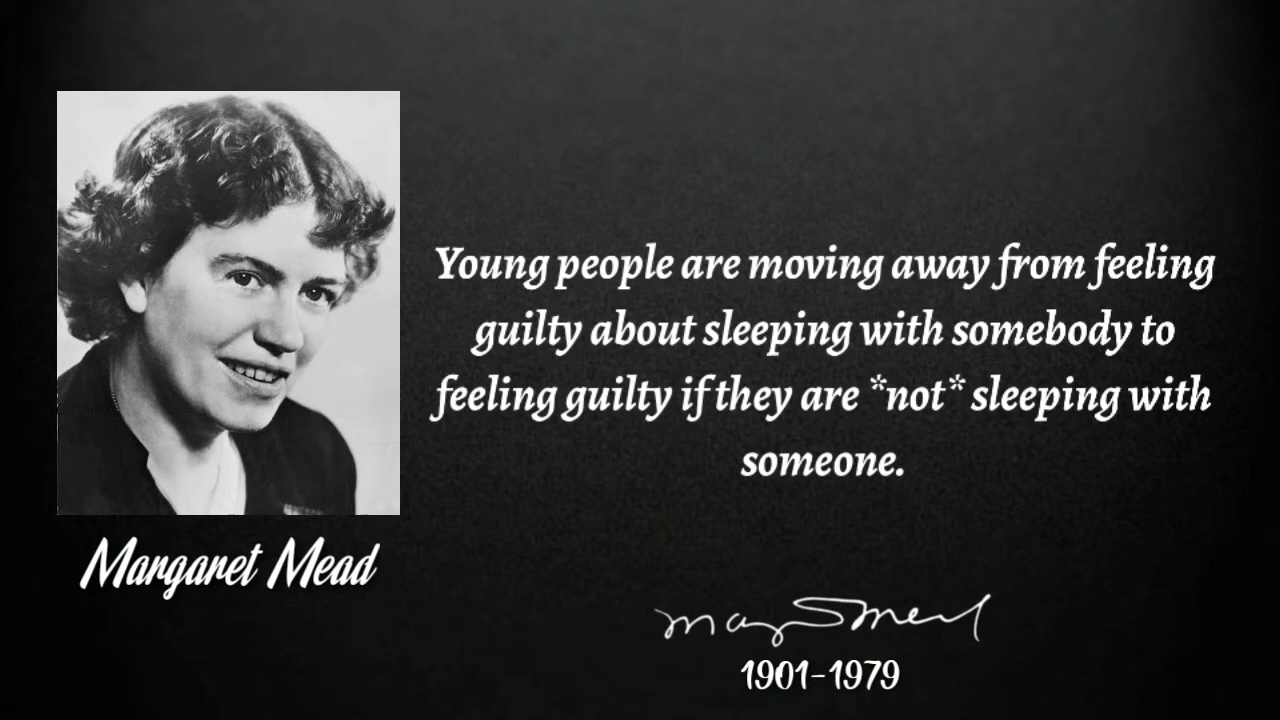 Young people are moving away from feeling
guilty about sleeping with somebody to
feeling guilty if they are *not* sleeping with
someone.
Margaret Mead
1901-1979